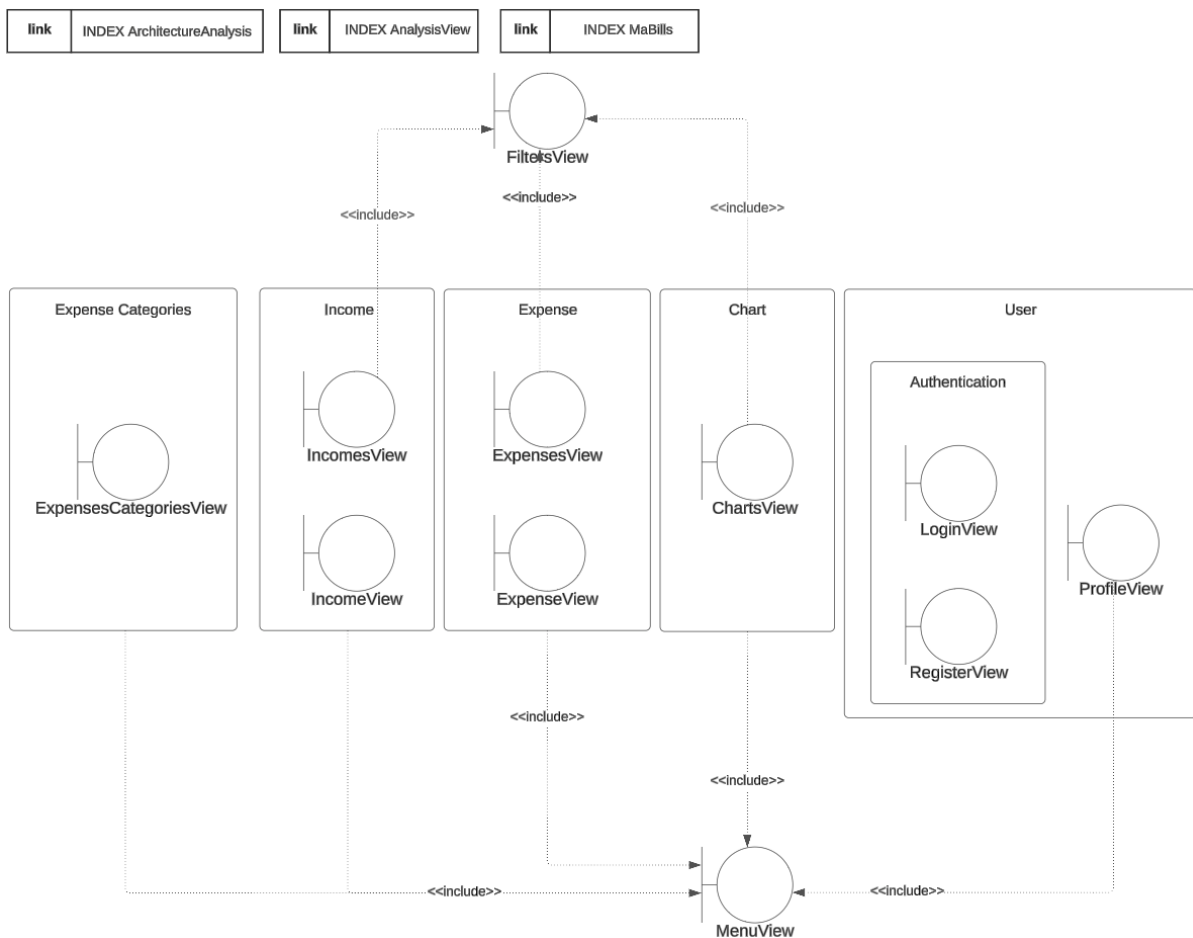 link INDEX ArchitectureAnalysis
link INDEX AnalysisView
link INDEX MaBills
FiltersView
<<include>>
<<include>>
<<include>>
Expense Categories
Income
Expense
Chart
User
Authentication
ExpensesCategoriesView
IncomesView
IncomeView
ExpensesView
ExpenseView
ChartsView
LoginView
RegisterView
ProfileView
<<include>>
<<include>>
<<include>>
<<include>>
MenuView